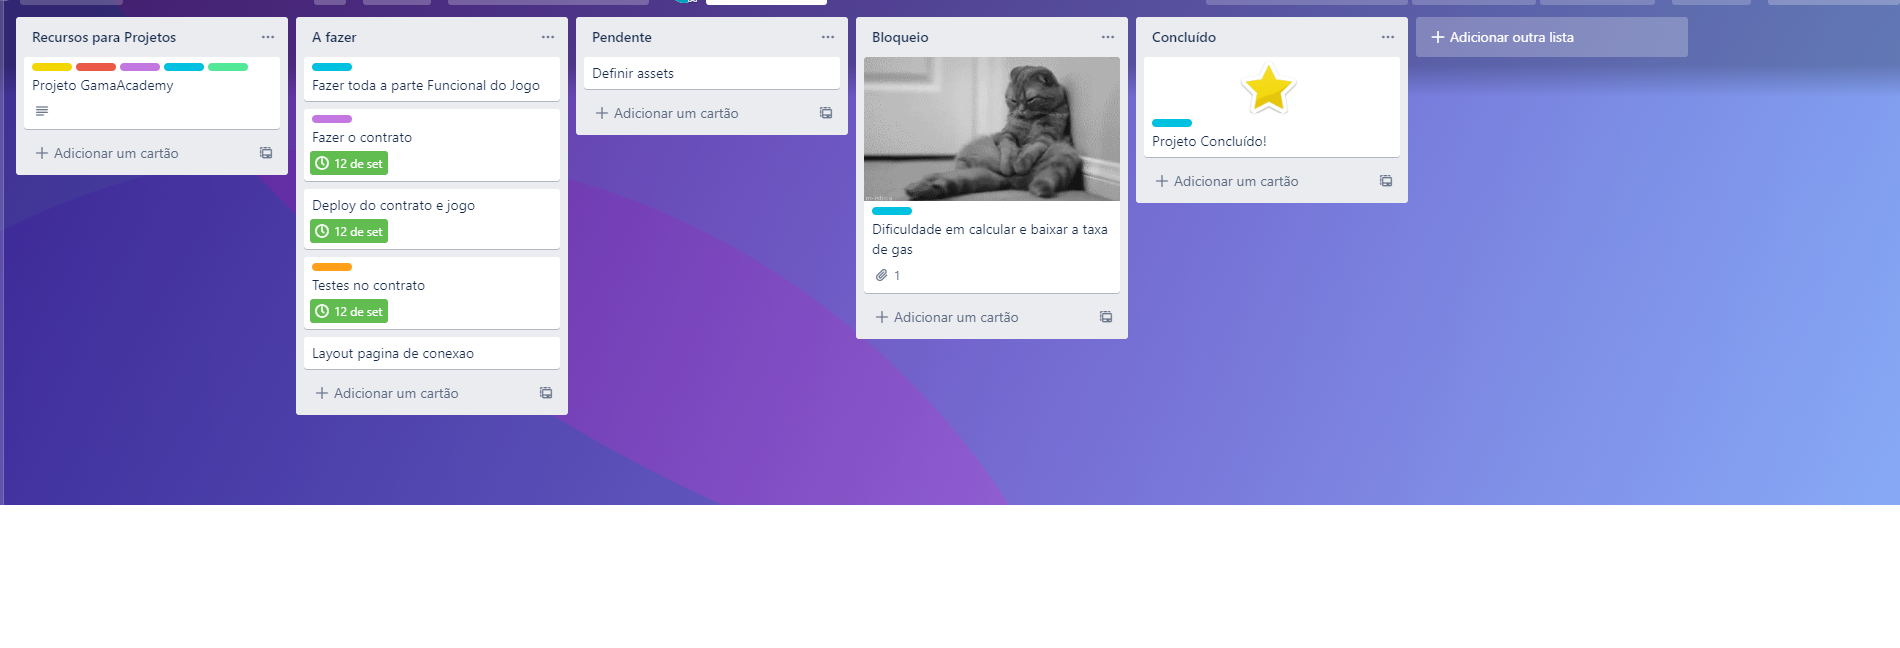 Recursos para Projetos
Projeto GamaAcademy
Adicionar um cartão
A fazer
Fazer toda a parte Funcional do Jogo
Fazer o contrato
12 de set
Deploy do contrato e jogo
12 de set
Testes no contrato
12 de set
Layout pagina de conexao
Adicionar um cartão
Pendente
Definir assets
Adicionar um cartão
Bloqueio
Dificuldade em calcular e baixar a taxa
de gas
1
Adicionar um cartão
Concluído
Projeto Concluído!
Adicionar um cartão
Adicionar outra lista